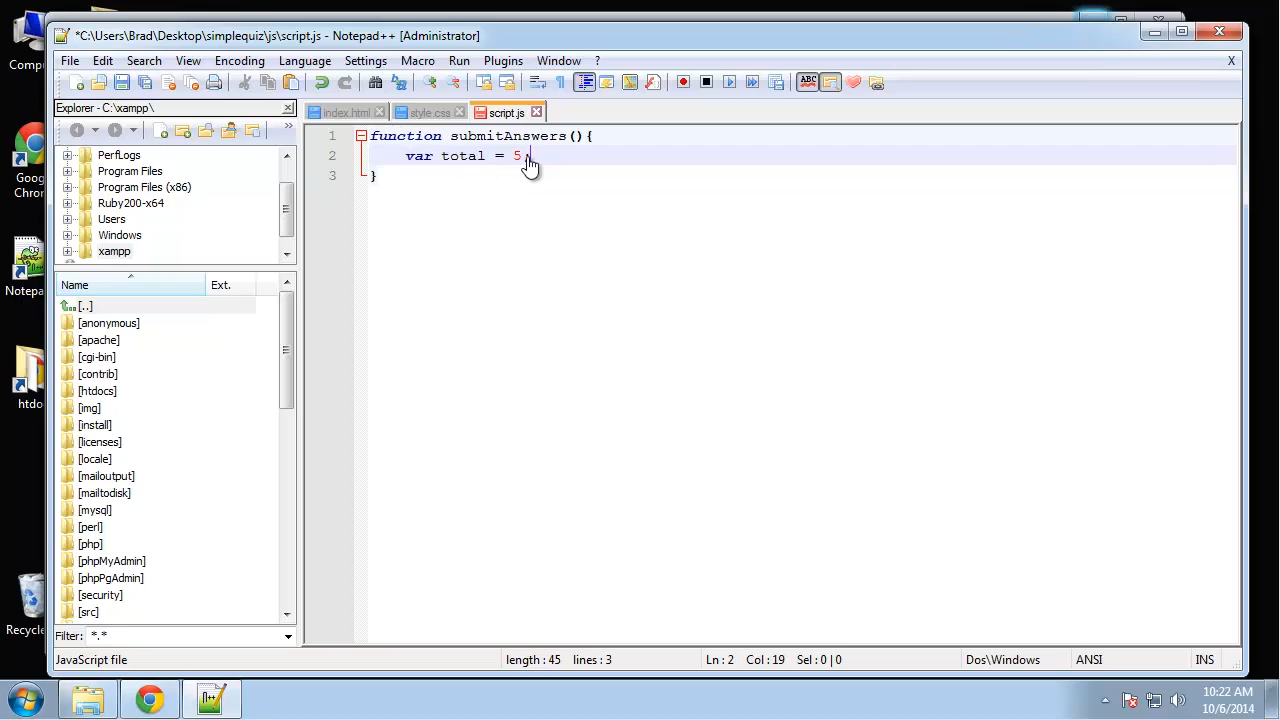 Compu
*C:\Users\Brad\Desktop\simplequiz\js\script.js - Notepad++ [Administrator]
File Edit Search View Encoding Language Settings Macro Run Plugins Window ? X
ABC
Explorer - C:\xampp\
index.html style.css script.js
PerfLogs
Program Files
Program Files (x86)
Ruby200-x64
Users
Windows
xampp
Name Ext.
[..]
[anonymous]
[apache]
[cgi-bin]
[contrib]
[htdocs]
[img]
[install]
[licenses]
[locale]
[mailoutput]
[mailtodisk]
[mysql]
[perl]
[php]
[phpMyAdmin]
[phpPgAdmin]
[security]
[src]
Filter: *.*
1 function submitAnswers(){
2 var total = 5;
3 }
Goog
Chron
Notepa
htdo
Recycle
JavaScript file length : 45 lines : 3 Ln : 2 Col : 19 Sel : 0 | 0 Dos\Windows ANSI INS
10:22 AM
10/6/2014